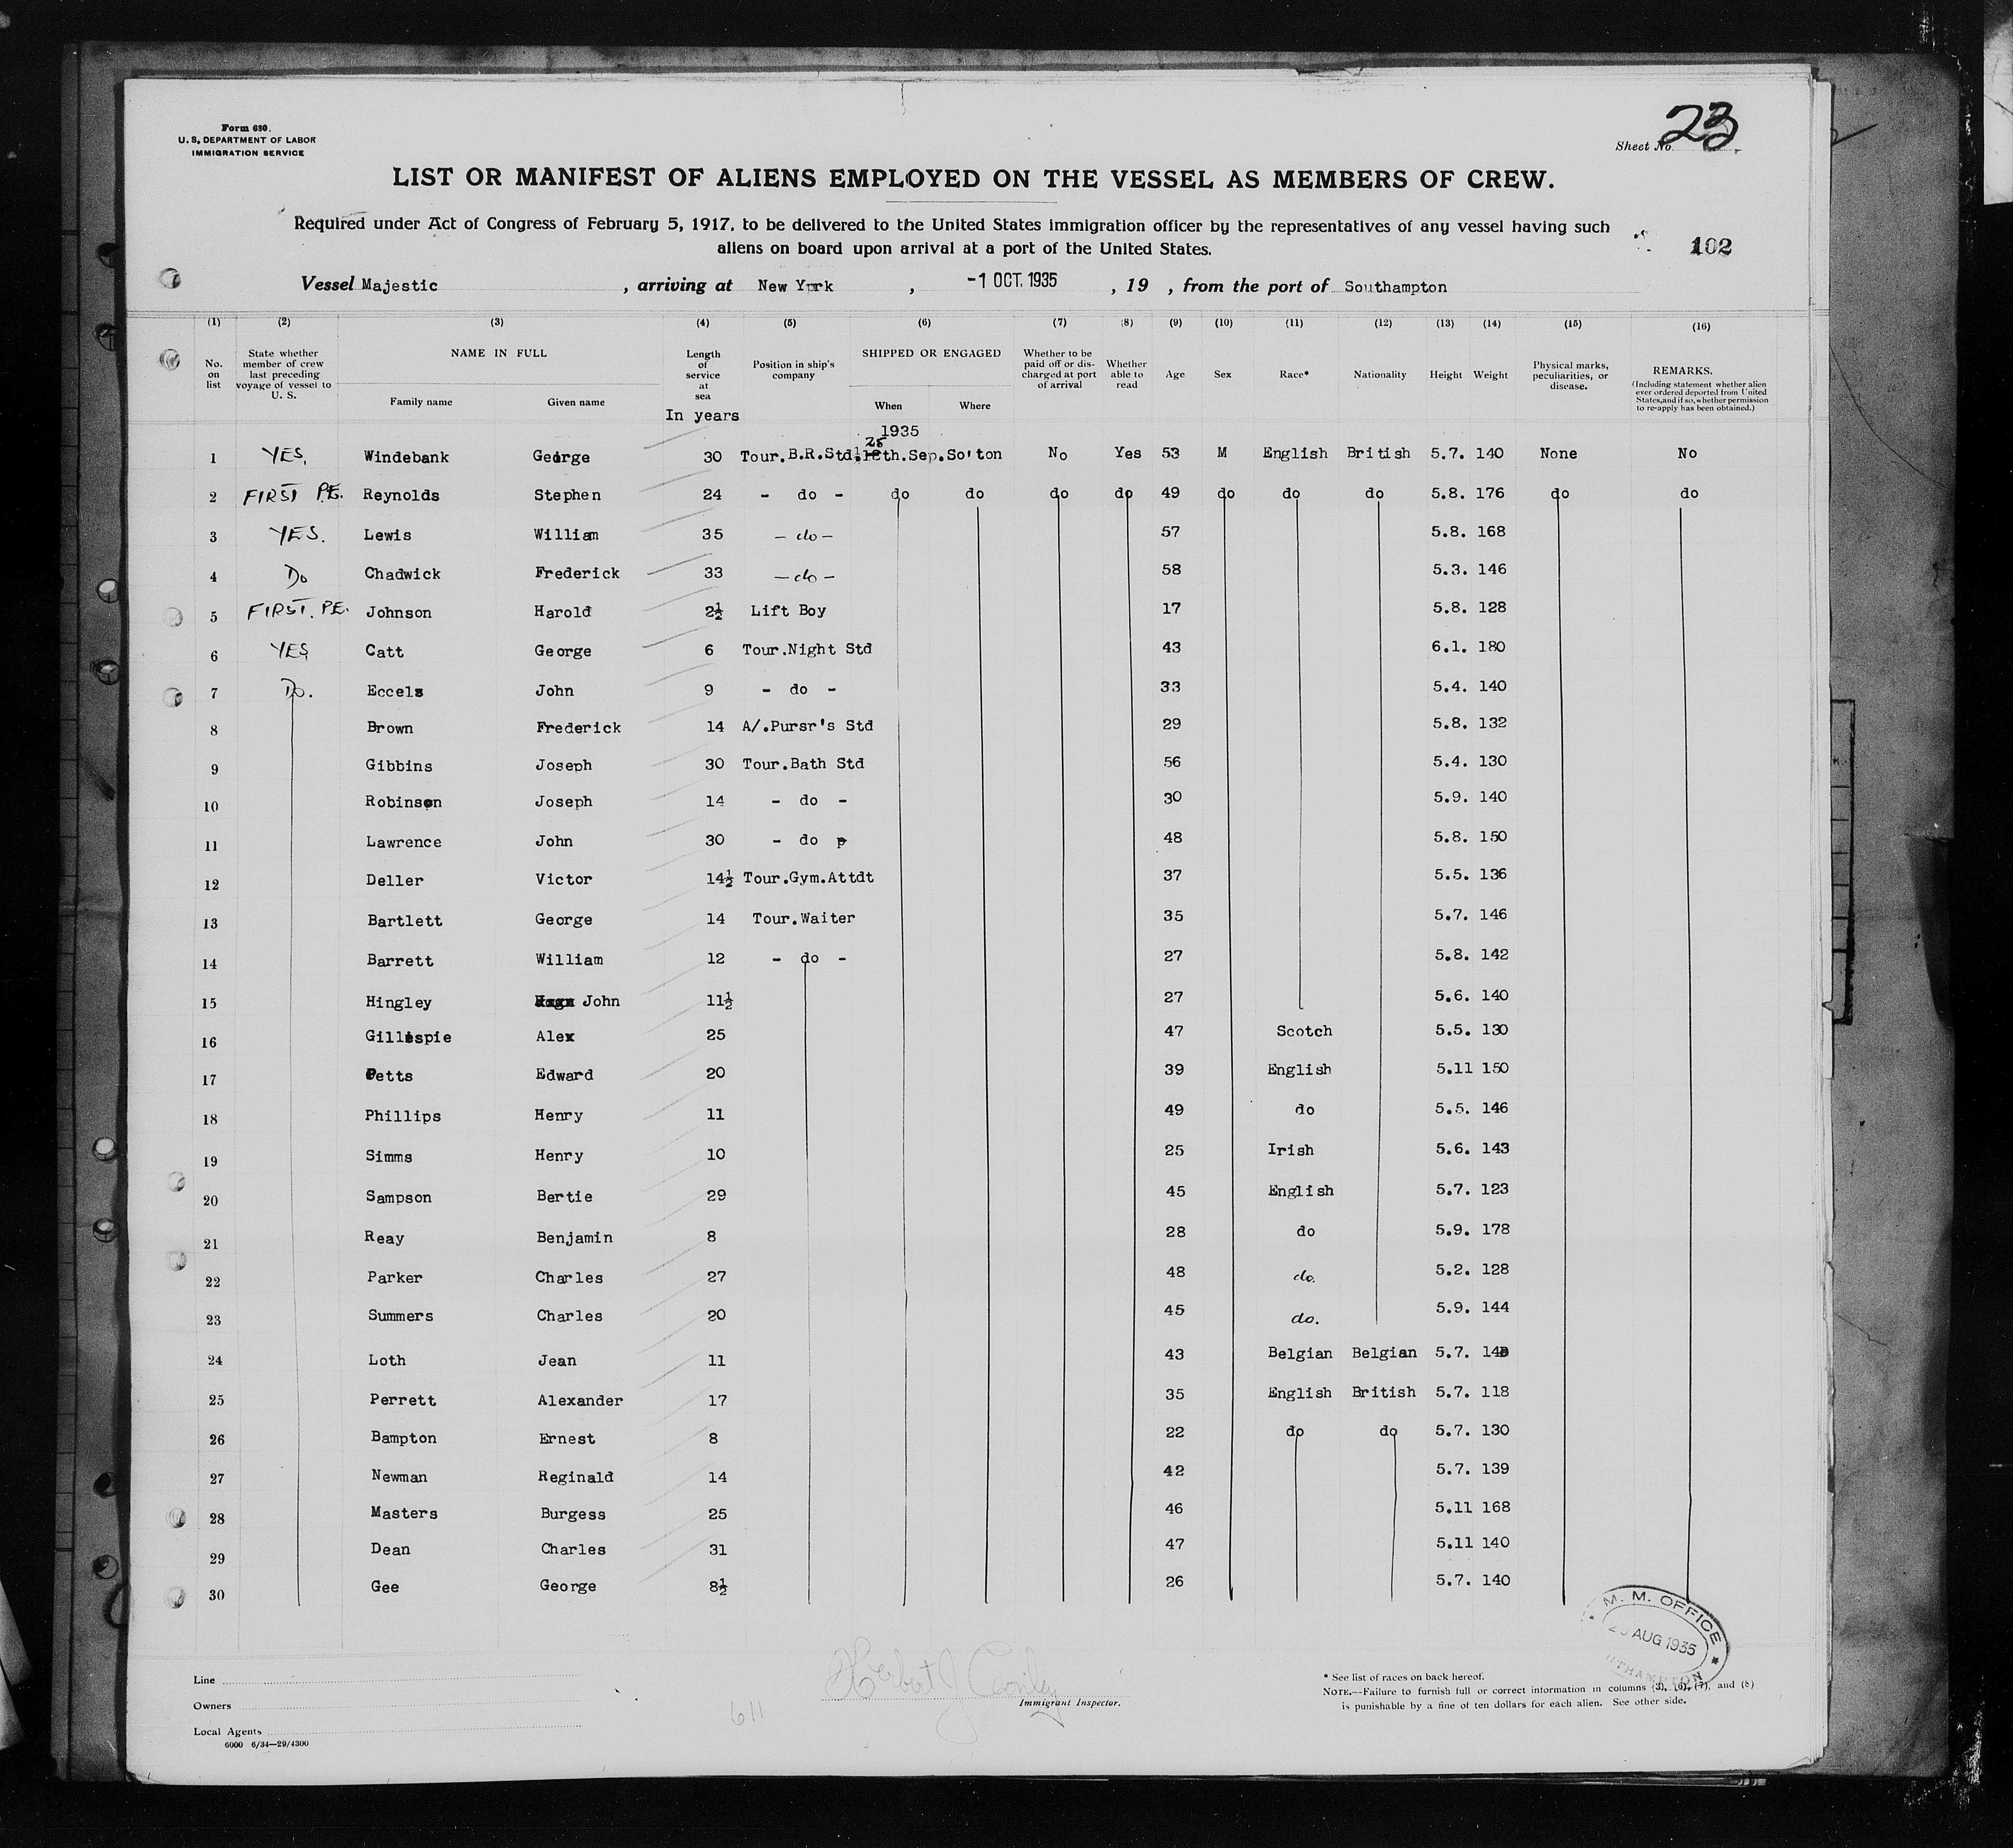 Form 680.
U. S. DEPARTMENT OF LABOR
IMMIGRATION SERVICE
Sheet No. 23
LIST OR MANIFEST OF ALIENS EMPLOYED ON THE VESSEL AS MEMBERS OF CREW.
Required under Act of Congress of February 5, 1917, to be delivered to the United States immigration officer by the representatives of any vessel having such
aliens on board upon arrival at a port of the United States.
102
Vessel Majestic , arriving at New York , -1 OCT. 1935 , 19 , from the port of Southampton
(1) (2) (3) (4) (5) (6) (7) (8) (9) (10) (11) (12) (13) (14) (15) (16)
No. on list State whether member of crew last preceding voyage of vessel to U. S. NAME IN FULL Family name Given name Length of service at sea In years Position in ship's company SHIPPED OR ENGAGED When Where Whether to be paid off or discharged at port of arrival Whether able to read Age Sex Race* Nationality Height Weight Physical marks, peculiarities, or disease. REMARKS. (Including statement whether alien ever ordered deported from United States, and if so, whether permission to re-apply has been obtained.)
1935
1 YES, Windebank George 30 Tour.B.R.Std. 25 th.Sep.So'ton No Yes 53 M English British 5.7. 140 None No
2 FIRST P.E. Reynolds Stephen 24 - do - do do do do 49 do do do 5.8. 176 do do
3 YES. Lewis William 35 - do - 57 5.8. 168
4 Do Chadwick Frederick 33 - do - 58 5.3. 146
5 FIRST. P.E. Johnson Harold 2½ Lift Boy 17 5.8. 128
6 YES Catt George 6 Tour.Night Std 43 6.1. 180
7 Do. Eccels John 9 - do - 33 5.4. 140
8 Brown Frederick 14 A/.Pursr's Std 29 5.8. 132
9 Gibbins Joseph 30 Tour.Bath Std 56 5.4. 130
10 Robinson Joseph 14 - do - 30 5.9. 140
11 Lawrence John 30 - do p 48 5.8. 150
12 Deller Victor 14½ Tour.Gym.Attdt 37 5.5. 136
13 Bartlett George 14 Tour.Waiter 35 5.7. 146
14 Barrett William 12 - do - 27 5.8. 142
15 Hingley John 11½ 27 5.6. 140
16 Gillespie Alex 25 47 Scotch 5.5. 130
17 Petts Edward 20 39 English 5.11 150
18 Phillips Henry 11 49 do 5.5. 146
19 Simms Henry 10 25 Irish 5.6. 143
20 Sampson Bertie 29 45 English 5.7. 123
21 Reay Benjamin 8 28 do 5.9. 178
22 Parker Charles 27 48 do. 5.2. 128
23 Summers Charles 20 45 do. 5.9. 144
24 Loth Jean 11 43 Belgian Belgian 5.7.
25 Perrett Alexander 17 35 English British 5.7. 118
26 Bampton Ernest 8 22 do do 5.7. 130
27 Newman Reginald 14 42 5.7. 139
28 Masters Burgess 25 46 5.11 168
29 Dean Charles 31 47 5.11 140
30 Gee George 8½ 26 5.7. 140
M. M. OFFICE
AUG 1935
Line
Owners
Local Agents
6000 6/34—29/4300
611
Herbert J
Immigrant Inspector.
* See list of races on back hereof.
NOTE.—Failure to furnish full or correct information in columns (3), (6), (7), and (8)
is punishable by a fine of ten dollars for each alien. See other side.